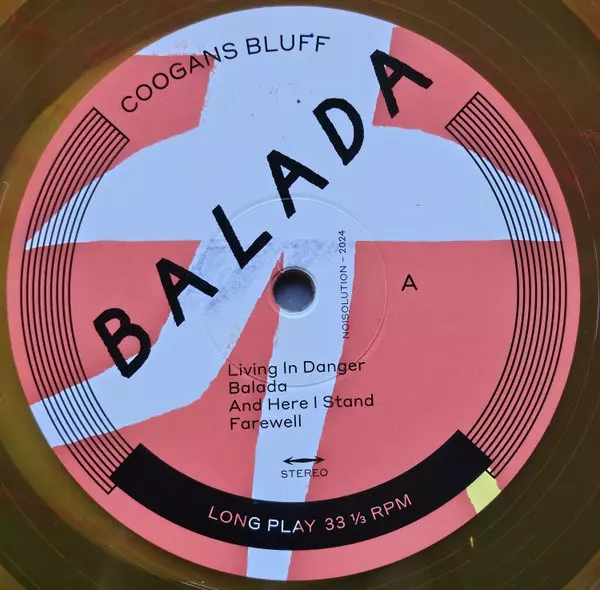 COOGANS BLUFF
BALADA
NOISOLUTION – 2024
A
Living In Danger
Balada
And Here I Stand
Farewell
STEREO
LONG PLAY 33 ⅓ RPM